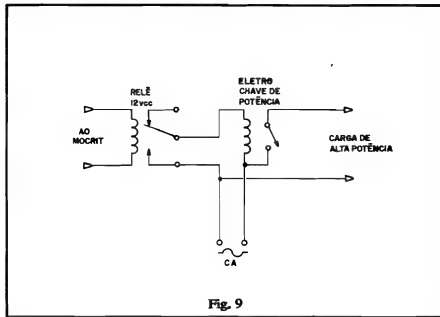 RELÊ
12vcc
ELETRO
CHAVE DE
POTÊNCIA
AO
MOCRIT
CARGA DE
ALTA POTÊNCIA
CA
Fig. 9